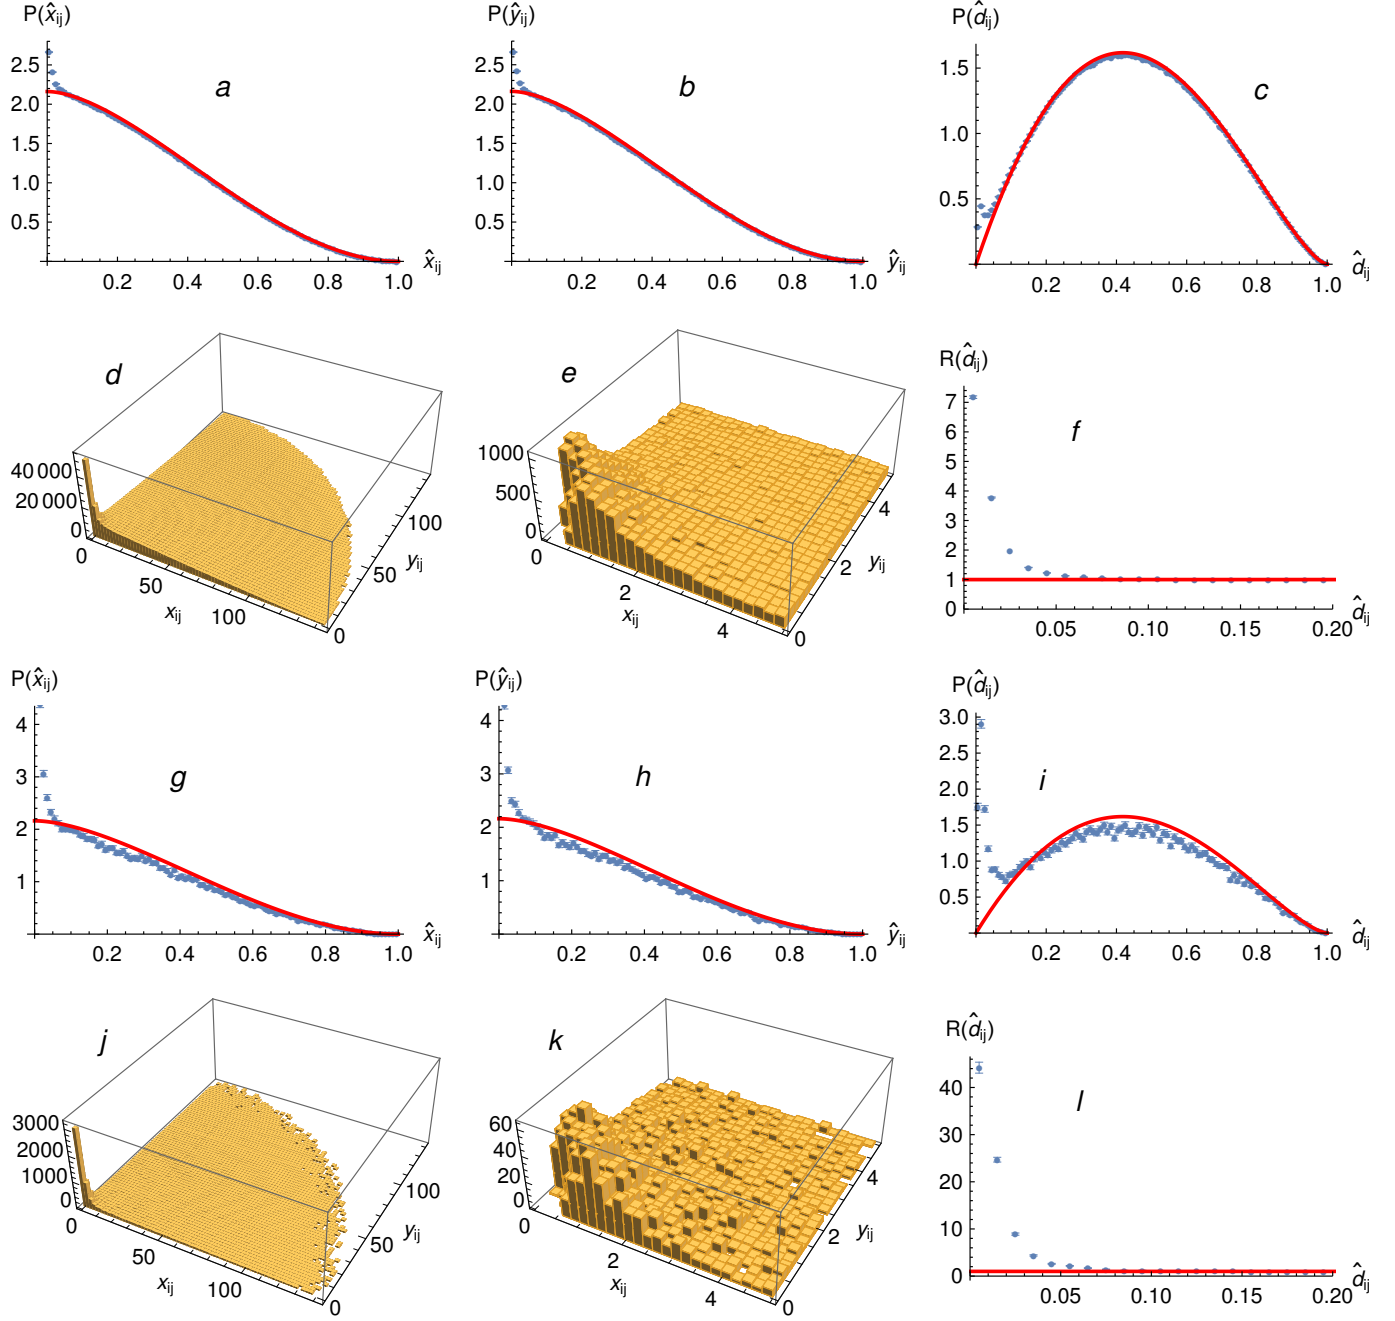 P(x̂ij)
2.5
2.0
1.5
1.0
0.5
a
0.2 0.4 0.6 0.8 1.0 x̂ij
P(ŷij)
2.5
2.0
1.5
1.0
0.5
b
0.2 0.4 0.6 0.8 1.0 ŷij
P(d̂ij)
1.5
1.0
0.5
c
0.2 0.4 0.6 0.8 1.0 d̂ij
d
40 000
20 000
0
0 50 100
xij
0 50 100
yij
e
1000
500
0
0 2 4
xij
0 2 4
yij
R(d̂ij)
7
6
5
4
3
2
1
0
f
0.05 0.10 0.15 0.20 d̂ij
P(x̂ij)
4
3
2
1
g
0.2 0.4 0.6 0.8 1.0 x̂ij
P(ŷij)
4
3
2
1
h
0.2 0.4 0.6 0.8 1.0 ŷij
P(d̂ij)
3.0
2.5
2.0
1.5
1.0
0.5
i
0.2 0.4 0.6 0.8 1.0 d̂ij
j
3000
2000
1000
0
0 50 100
xij
0 50 100
yij
k
60
40
20
0
0 2 4
xij
0 2 4
yij
R(d̂ij)
40
30
20
10
0
l
0.05 0.10 0.15 0.20 d̂ij